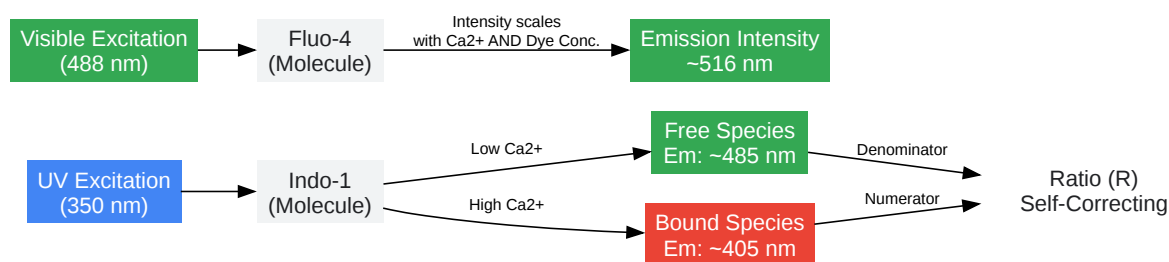 Visible Excitation
(488 nm)
Fluo-4
(Molecule)
Intensity scales
with Ca2+ AND Dye Conc.
Emission Intensity
~516 nm
UV Excitation
(350 nm)
Indo-1
(Molecule)
Low Ca2+
High Ca2+
Free Species
Em: ~485 nm
Bound Species
Em: ~405 nm
Denominator
Numerator
Ratio (R)
Self-Correcting